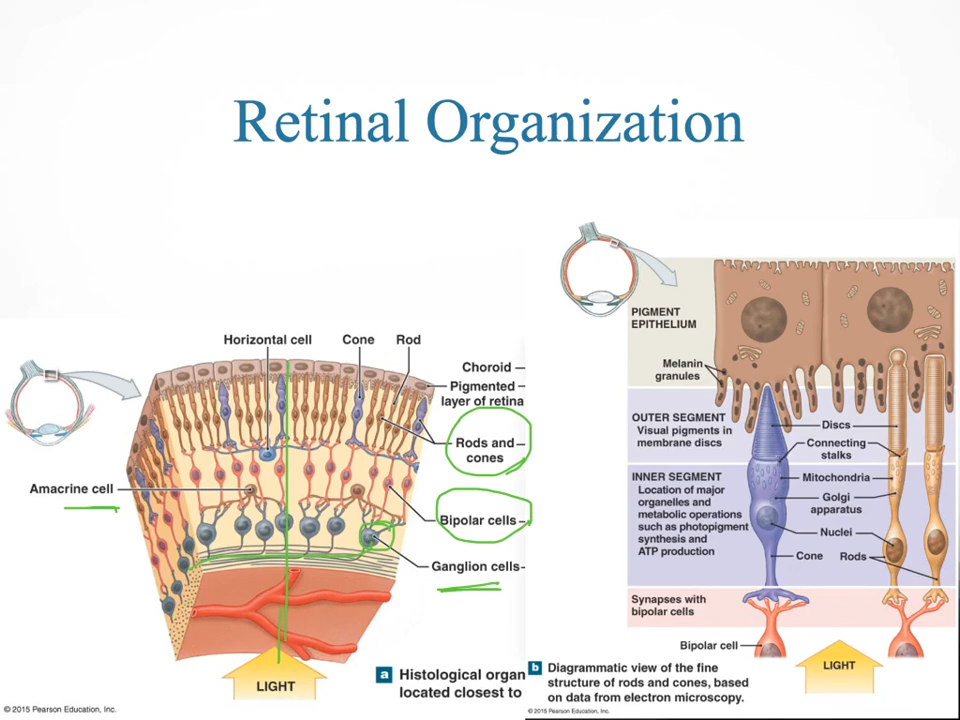 Retinal Organization
Horizontal cell
Cone
Rod
Choroid
Pigmented
layer of retina
Rods and
cones
Amacrine cell
Bipolar cells
Ganglion cells
LIGHT
a Histological organ
located closest to
© 2015 Pearson Education, Inc.
PIGMENT
EPITHELIUM
Melanin
granules
OUTER SEGMENT
Visual pigments in
membrane discs
Discs
Connecting
stalks
INNER SEGMENT
Location of major
organelles and
metabolic operations
such as photopigment
synthesis and
ATP production
Mitochondria
Golgi
apparatus
Nuclei
Cone
Rods
Synapses with
bipolar cells
Bipolar cell
LIGHT
b Diagrammatic view of the fine
structure of rods and cones, based
on data from electron microscopy.
© 2015 Pearson Education, Inc.